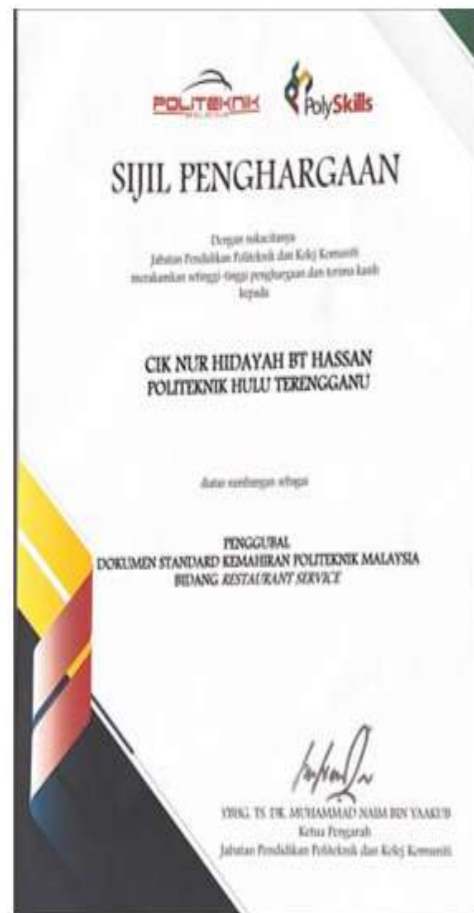 POLITEKNIK
MALAYSIA
PolySkills
SIJIL PENGHARGAAN
Dengan sukacitanya
Jabatan Pendidikan Politeknik dan Kolej Komuniti
merakamkan setinggi-tinggi penghargaan dan terima kasih
kepada
CIK NUR HIDAYAH BT HASSAN
POLITEKNIK HULU TERENGGANU
diatas sumbangan sebagai
PENGGUBAL
DOKUMEN STANDARD KEMAHIRAN POLITEKNIK MALAYSIA
BIDANG RESTAURANT SERVICE
YBHG. TS. DR. MUHAMMAD NAIM BIN YAAKUB
Ketua Pengarah
Jabatan Pendidikan Politeknik dan Kolej Komuniti